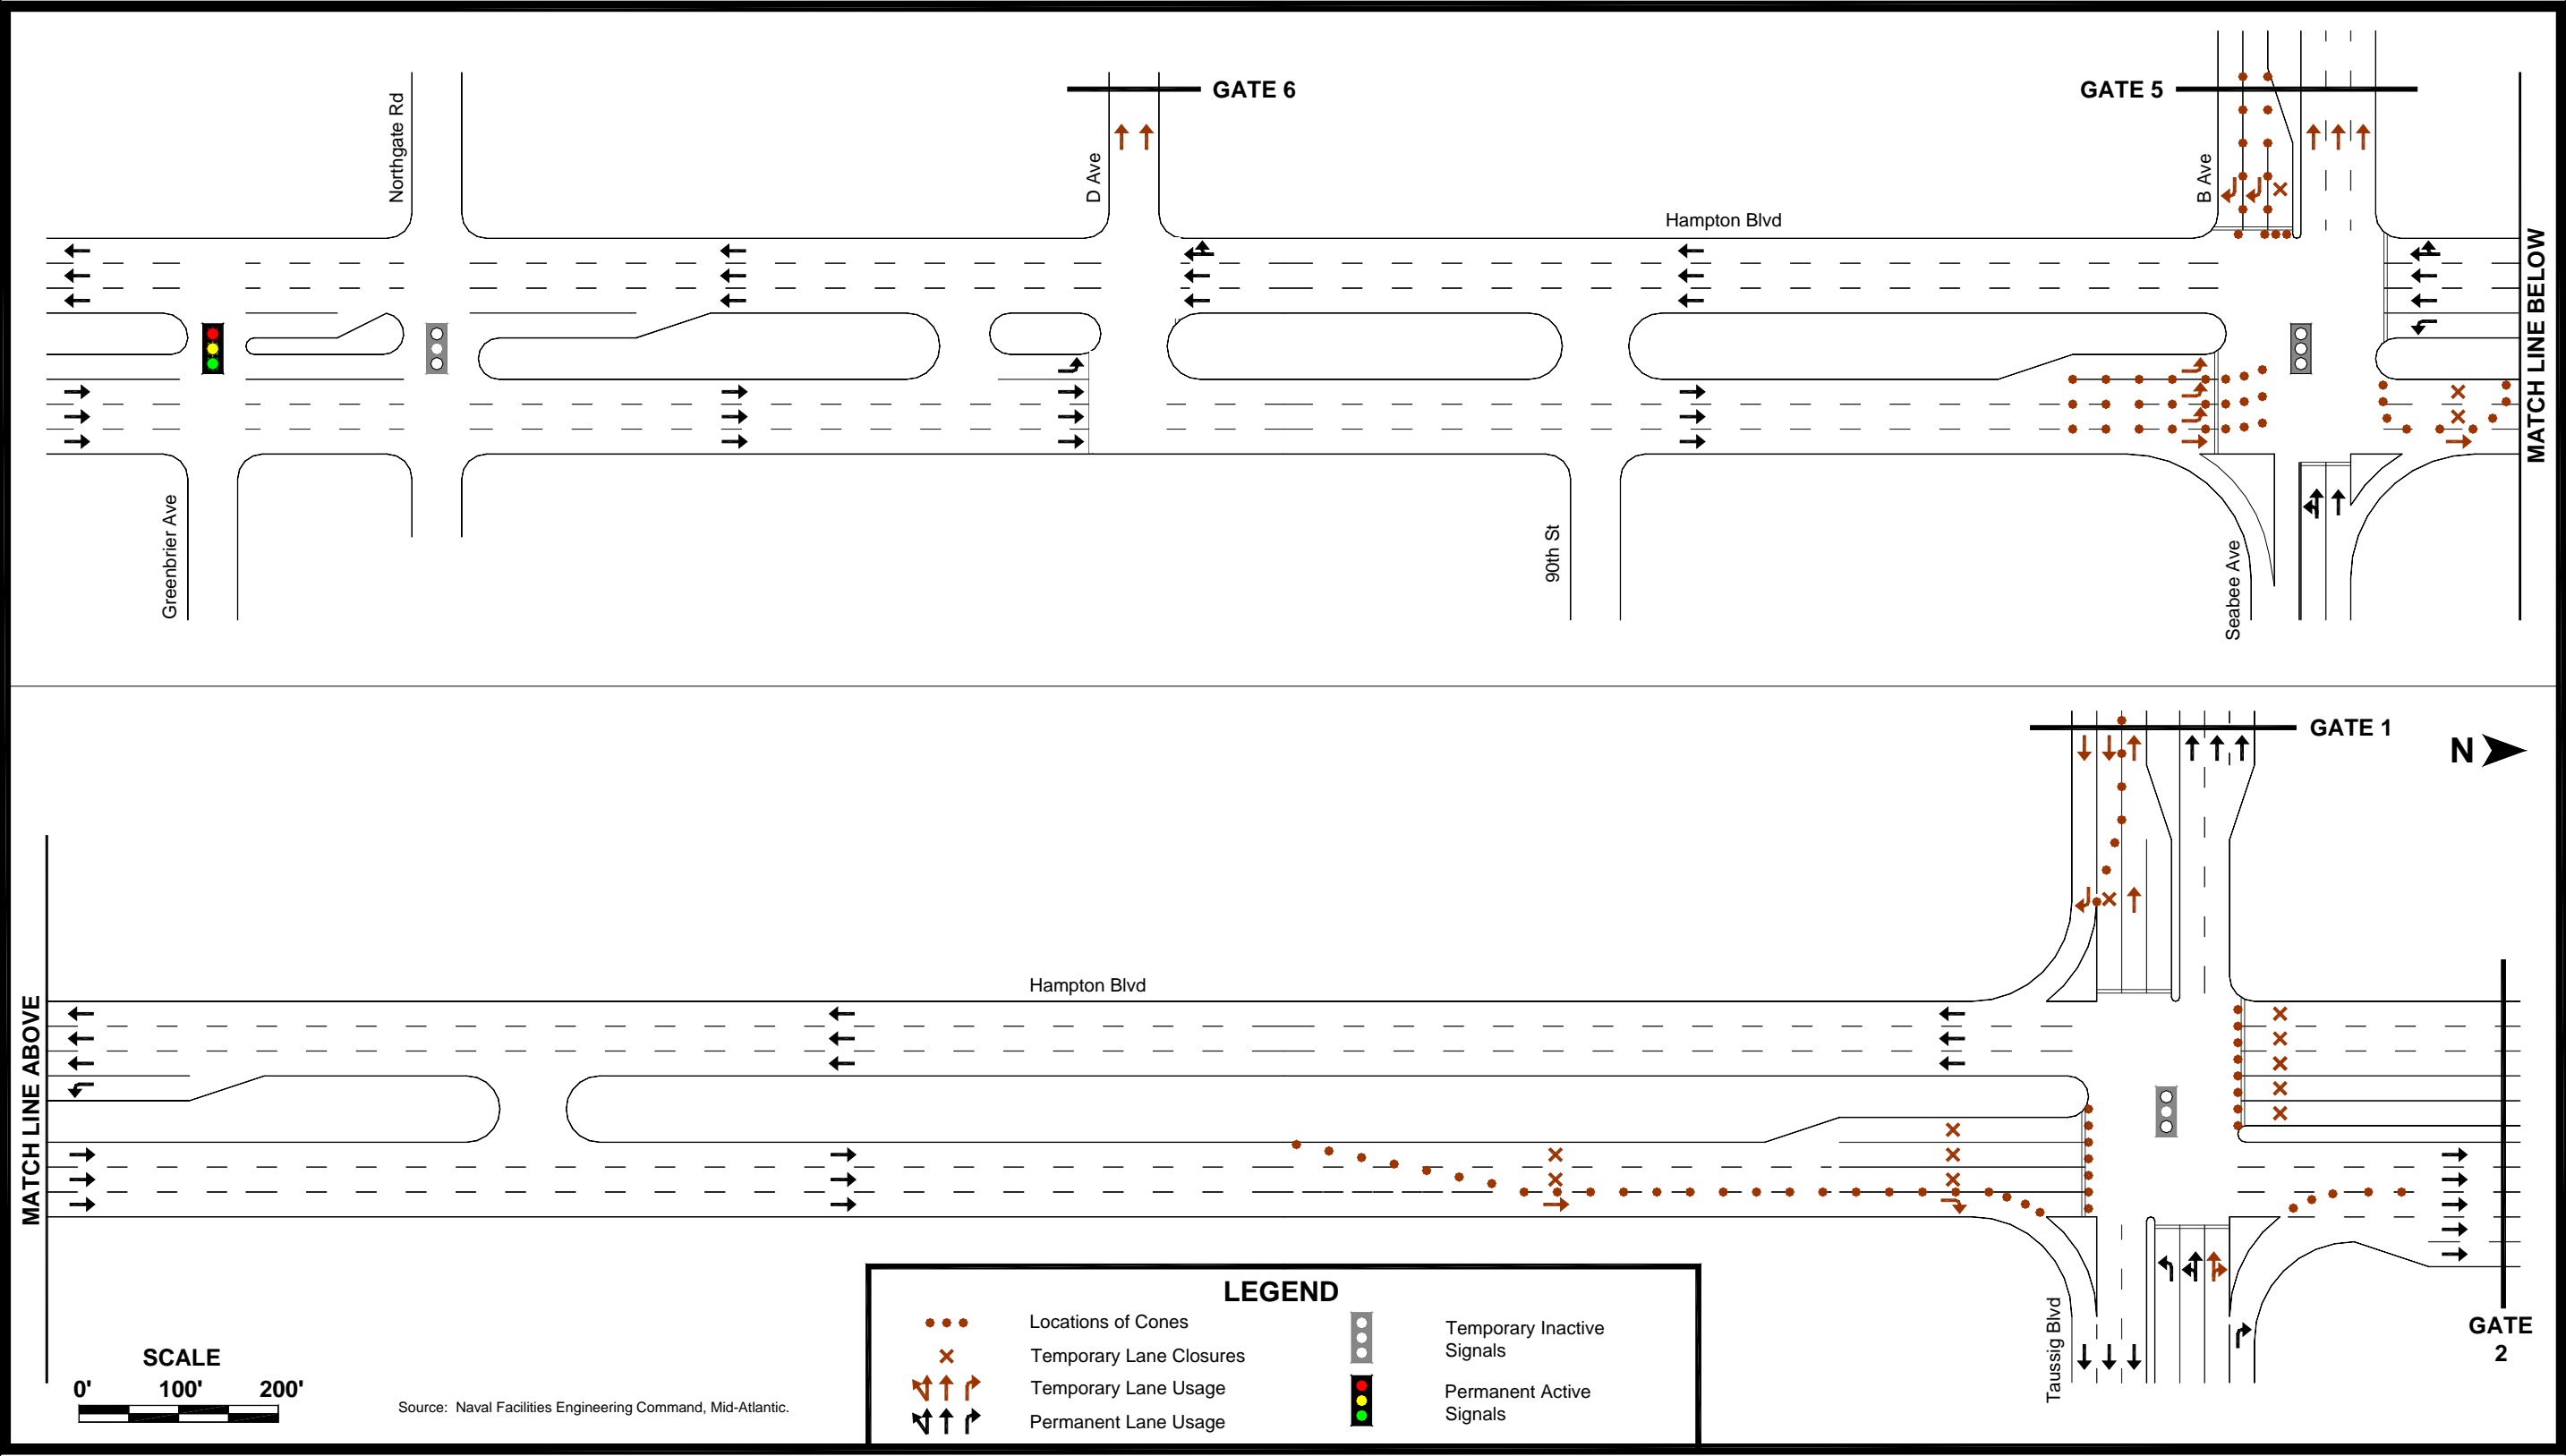 GATE 6
GATE 5
Northgate Rd
D Ave
B Ave
Hampton Blvd
MATCH LINE BELOW
Greenbrier Ave
90th St
Seabee Ave
GATE 1
N
Hampton Blvd
MATCH LINE ABOVE
Taussig Blvd
GATE
2
LEGEND
Locations of Cones
Temporary Lane Closures
Temporary Lane Usage
Permanent Lane Usage
Temporary Inactive
Signals
Permanent Active
Signals
SCALE
0' 100' 200'
Source: Naval Facilities Engineering Command, Mid-Atlantic.